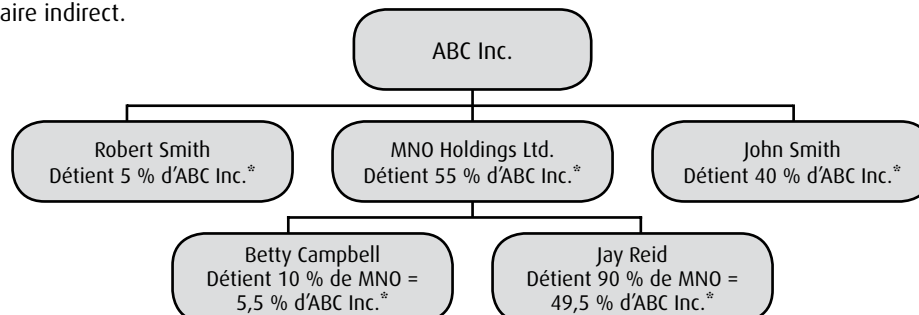 aire indirect.
ABC Inc.
Robert Smith
Détient 5 % d’ABC Inc.*
MNO Holdings Ltd.
Détient 55 % d’ABC Inc.*
John Smith
Détient 40 % d’ABC Inc.*
Betty Campbell
Détient 10 % de MNO =
5,5 % d’ABC Inc.*
Jay Reid
Détient 90 % de MNO =
49,5 % d’ABC Inc.*